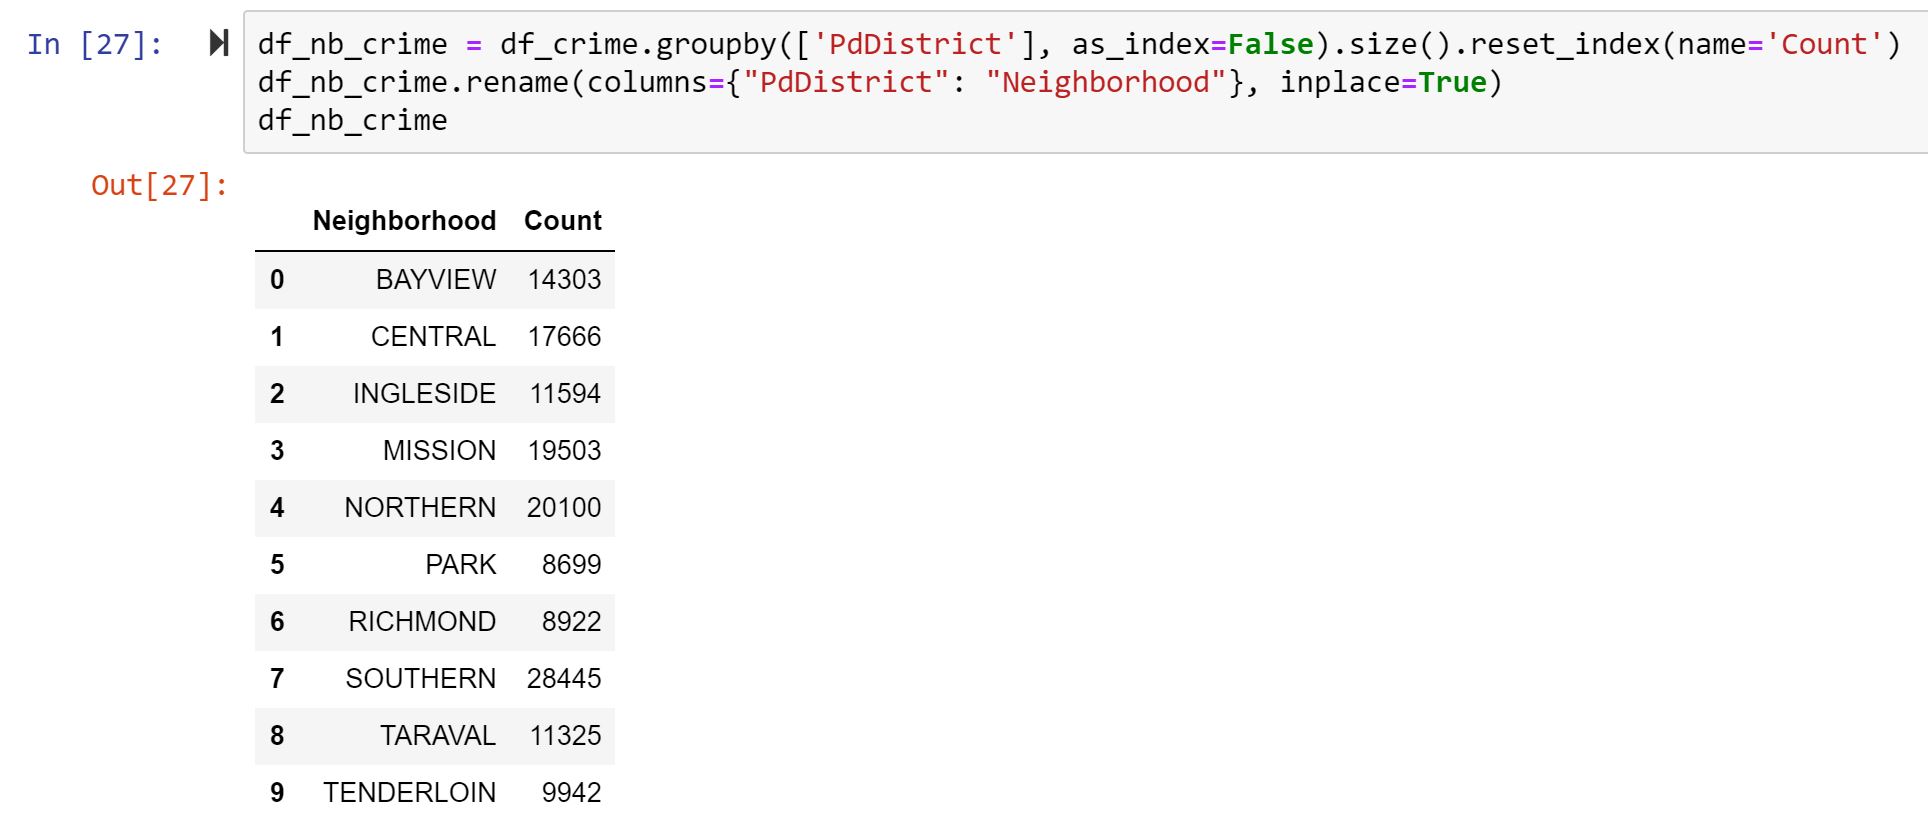 In [27]: df_nb_crime = df_crime.groupby(['PdDistrict'], as_index=False).size().reset_index(name='Count')
df_nb_crime.rename(columns={"PdDistrict": "Neighborhood"}, inplace=True)
df_nb_crime
Out[27]:
Neighborhood Count
0 BAYVIEW 14303
1 CENTRAL 17666
2 INGLESIDE 11594
3 MISSION 19503
4 NORTHERN 20100
5 PARK 8699
6 RICHMOND 8922
7 SOUTHERN 28445
8 TARAVAL 11325
9 TENDERLOIN 9942